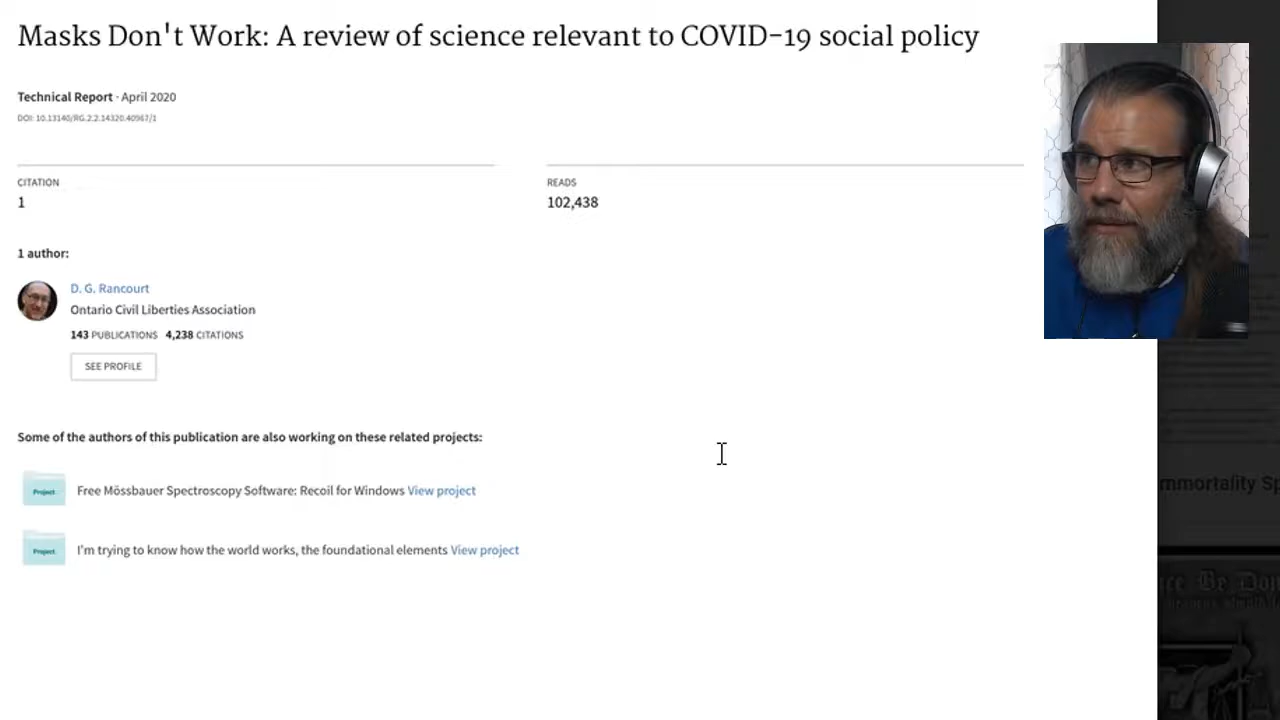 Masks Don't Work: A review of science relevant to COVID-19 social policy
Technical Report · April 2020
DOI: 10.13140/RG.2.2.14320.40967/1
CITATION
1
READS
102,438
1 author:
D. G. Rancourt
Ontario Civil Liberties Association
143 PUBLICATIONS 4,238 CITATIONS
SEE PROFILE
Some of the authors of this publication are also working on these related projects:
Project
Free Mössbauer Spectroscopy Software: Recoil for Windows View project
Project
I'm trying to know how the world works, the foundational elements View project
mmortality Sp
ce Be Don